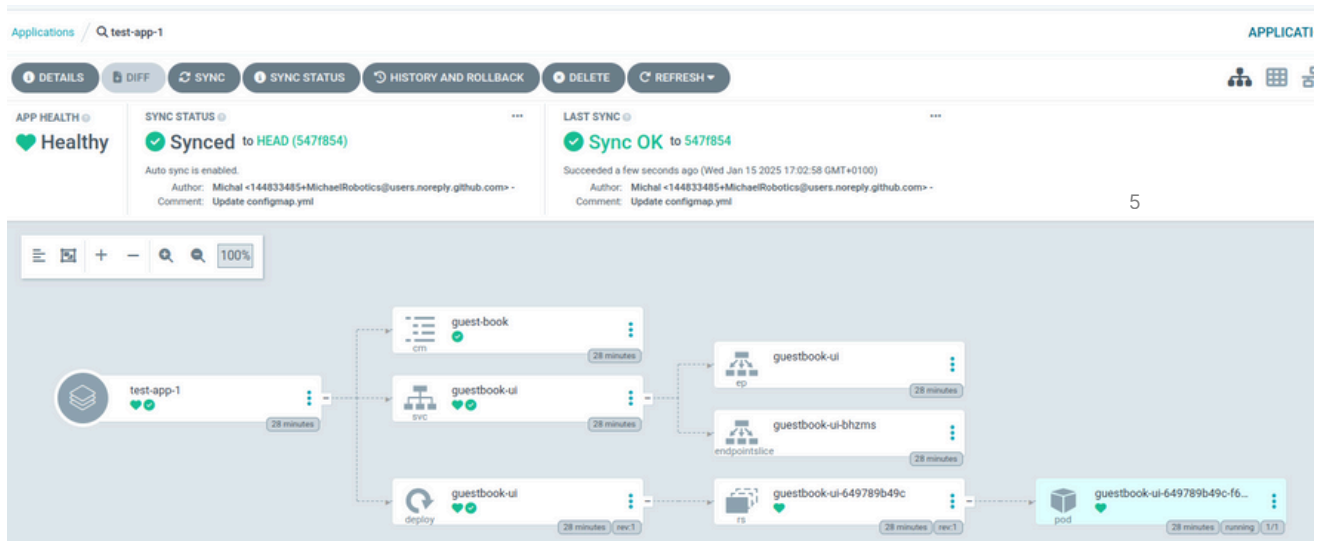 Applications / test-app-1
APPLICATI
DETAILS DIFF SYNC SYNC STATUS HISTORY AND ROLLBACK DELETE REFRESH
APP HEALTH
Healthy
SYNC STATUS
Synced to HEAD (547f854)
Auto sync is enabled.
Author: Michal <144833485+MichaelRobotics@users.noreply.github.com> -
Comment: Update configmap.yml
LAST SYNC
Sync OK to 547f854
Succeeded a few seconds ago (Wed Jan 15 2025 17:02:58 GMT+0100)
Author: Michal <144833485+MichaelRobotics@users.noreply.github.com> -
Comment: Update configmap.yml
5
100%
test-app-1
28 minutes
guest-book
cm
28 minutes
guestbook-ui
svc
28 minutes
guestbook-ui
ep
28 minutes
guestbook-ui-bhzms
endpointslice
28 minutes
guestbook-ui
deploy
28 minutes rev:1
guestbook-ui-649789b49c
rs
28 minutes rev:1
guestbook-ui-649789b49c-f6...
pod
28 minutes running 1/1